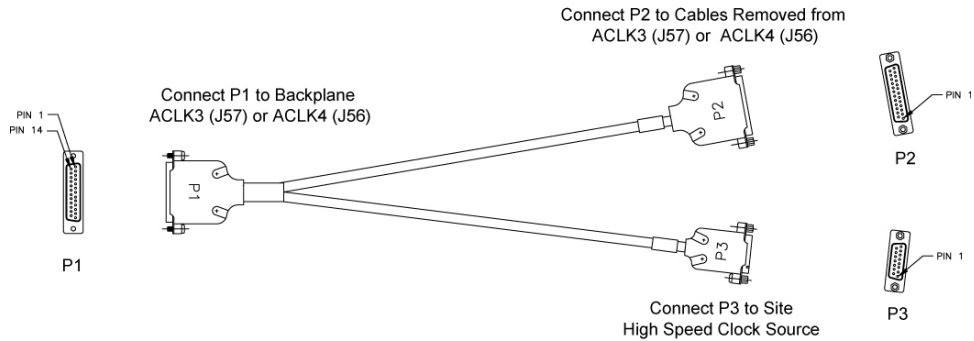 Connect P2 to Cables Removed from
ACLK3 (J57) or ACLK4 (J56)
Connect P1 to Backplane
ACLK3 (J57) or ACLK4 (J56)
PIN 1
PIN 14
P1
P1
P2
PIN 1
P2
P3
PIN 1
P3
Connect P3 to Site
High Speed Clock Source